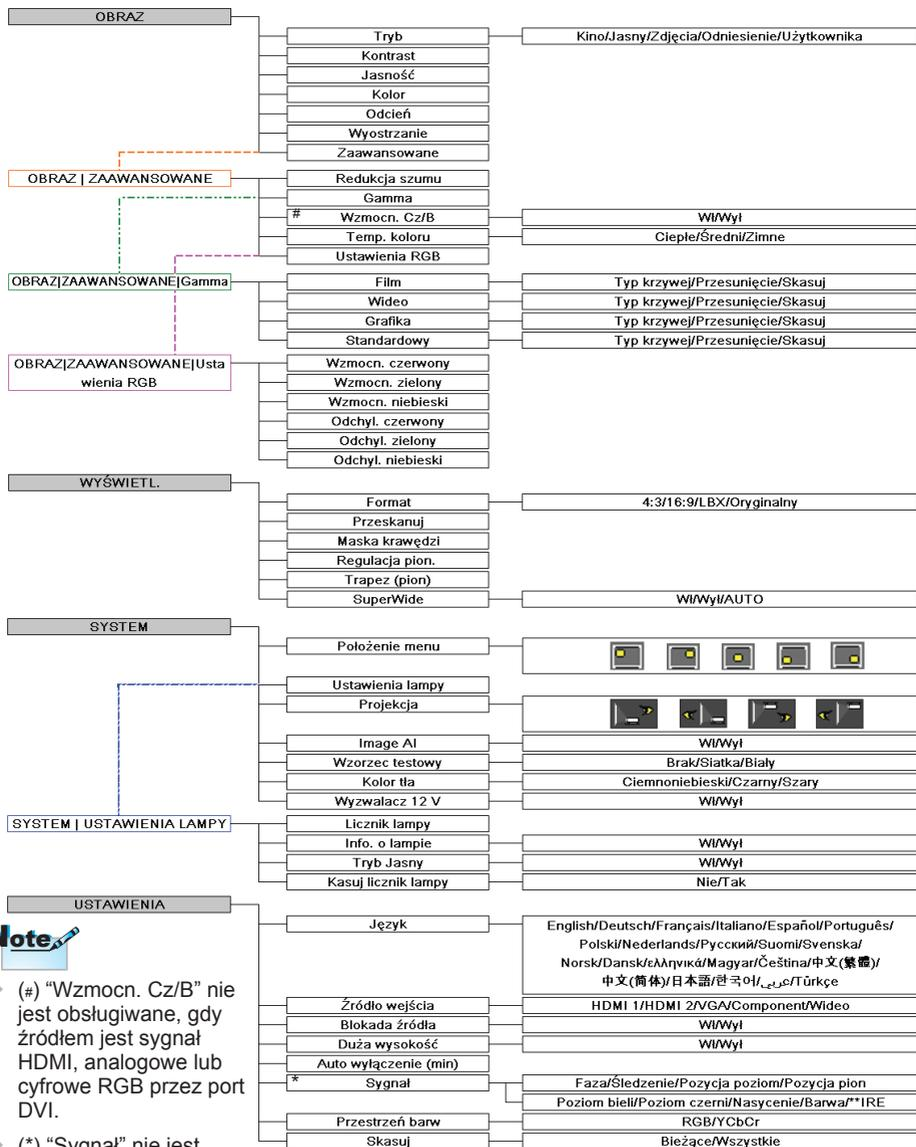 OBRAZ
Tryb Kino/Jasny/Zdjęcia/Odniesienie/Użytkownika
Kontrast
Jasność
Kolor
Odcień
Wyostrzanie
Zaawansowane
OBRAZ | ZAAWANSOWANE Redukcja szumu
Gamma
# Wzmocn. Cz/B Wł/Wył
Temp. koloru Ciepłe/Średni/Zimne
Ustawienia RGB
OBRAZ|ZAAWANSOWANE|Gamma Film Typ krzywej/Przesunięcie/Skasuj
Wideo Typ krzywej/Przesunięcie/Skasuj
Grafika Typ krzywej/Przesunięcie/Skasuj
Standardowy Typ krzywej/Przesunięcie/Skasuj
OBRAZ|ZAAWANSOWANE|Usta
wienia RGB
Wzmocn. czerwony
Wzmocn. zielony
Wzmocn. niebieski
Odchyl. czerwony
Odchyl. zielony
Odchyl. niebieski
WYŚWIETL.
Format 4:3/16:9/LBX/Oryginalny
Przeskanuj
Maska krawędzi
Regulacja pion.
Trapez (pion)
SuperWide Wł/Wył/AUTO
SYSTEM
Położenie menu
Ustawienia lampy
Projekcja
Image AI Wł/Wył
Wzorzec testowy Brak/Siatka/Biały
Kolor tła Ciemnoniebieski/Czarny/Szary
Wyzwalacz 12 V Wł/Wył
SYSTEM | USTAWIENIA LAMPY Licznik lampy
Info. o lampie Wł/Wył
Tryb Jasny Wł/Wył
Kasuj licznik lampy Nie/Tak
USTAWIENIA
Język English/Deutsch/Français/Italiano/Español/Português/
Polski/Nederlands/Русский/Suomi/Svenska/
Norsk/Dansk/ελληνικά/Magyar/Čeština/中文(繁體)/
中文(简体)/日本語/한국어/عربي/Türkçe
Źródło wejścia HDMI 1/HDMI 2/VGA/Component/Wideo
Blokada źródła Wł/Wył
Duża wysokość Wł/Wył
Auto wyłączenie (min)
* Sygnał Faza/Śledzenie/Pozycja poziom/Pozycja pion
Poziom bieli/Poziom czerni/Nasycenie/Barwa/**IRE
Przestrzeń barw RGB/YCbCr
Skasuj Bieżące/Wszystkie
Note
(#) “Wzmocn. Cz/B” nie
jest obsługiwane, gdy
źródłem jest sygnał
HDMI, analogowe lub
cyfrowe RGB przez port
DVI.
(*) “Sygnał” nie jest